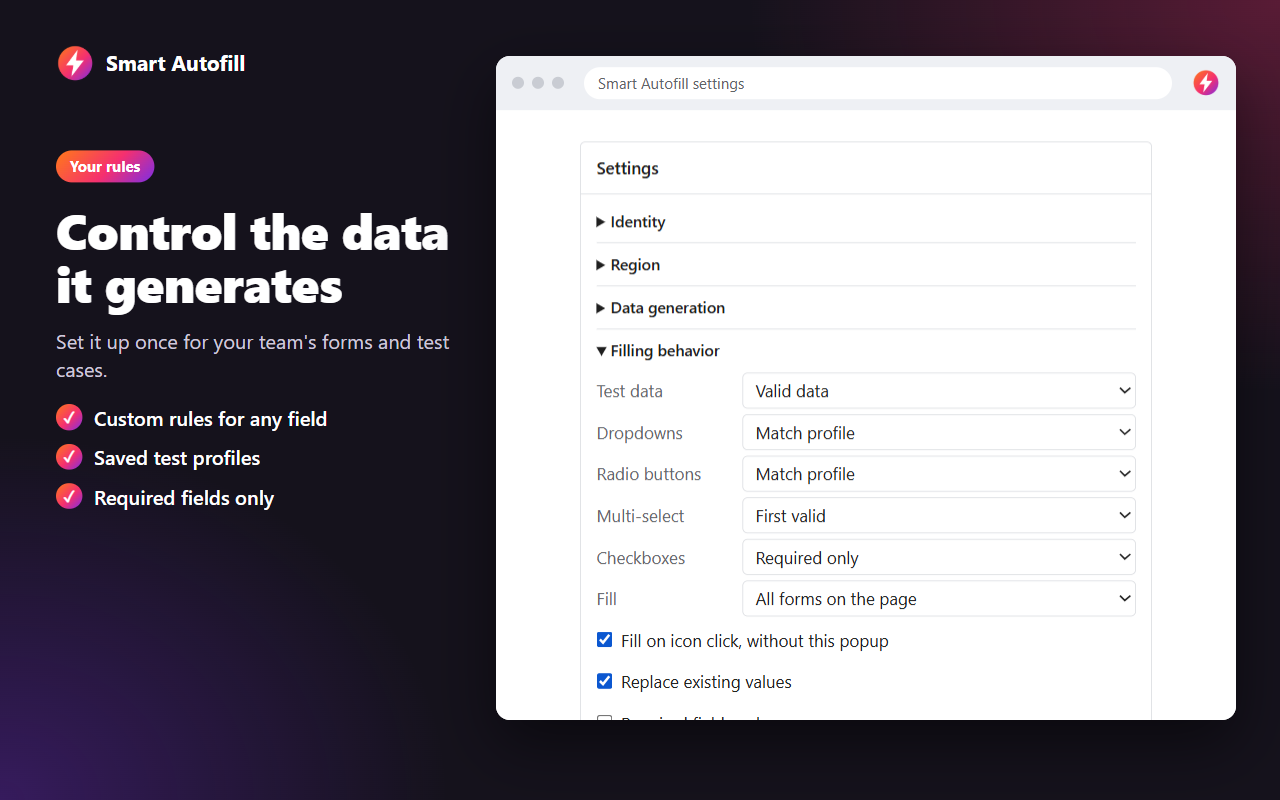 Smart Autofill
Your rules
Control the data
it generates
Set it up once for your team's forms and test
cases.
Custom rules for any field
Saved test profiles
Required fields only
Smart Autofill settings
Settings
Identity
Region
Data generation
Filling behavior
Test data Valid data
Dropdowns Match profile
Radio buttons Match profile
Multi-select First valid
Checkboxes Required only
Fill All forms on the page
Fill on icon click, without this popup
Replace existing values